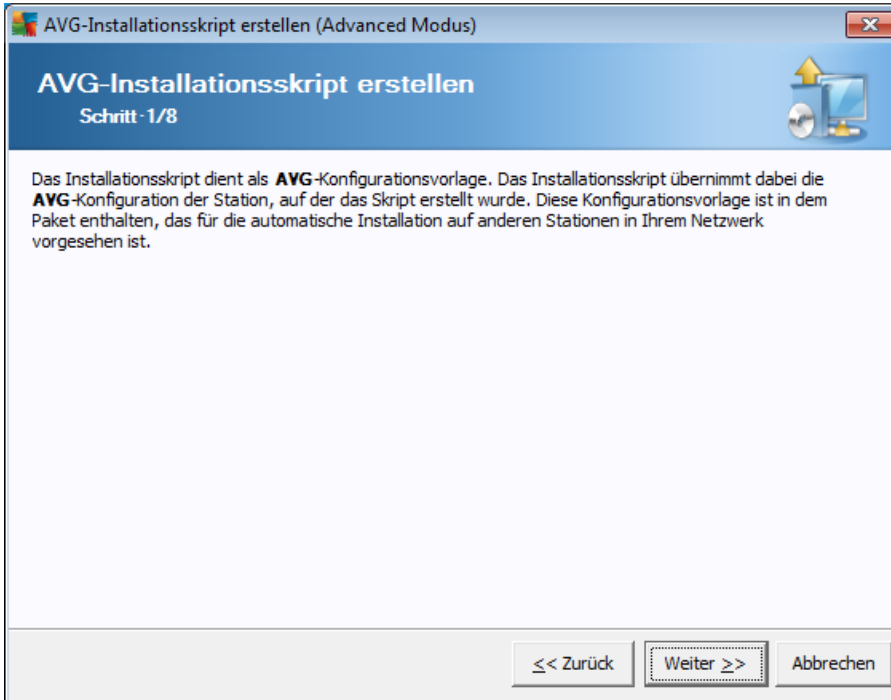 AVG-Installationsskript erstellen (Advanced Modus)
AVG-Installationsskript erstellen
Schritt-1/8
Das Installationsskript dient als AVG-Konfigurationsvorlage. Das Installationsskript übernimmt dabei die
AVG-Konfiguration der Station, auf der das Skript erstellt wurde. Diese Konfigurationsvorlage ist in dem
Paket enthalten, das für die automatische Installation auf anderen Stationen in Ihrem Netzwerk
vorgesehen ist.
<< Zurück
Weiter >>
Abbrechen